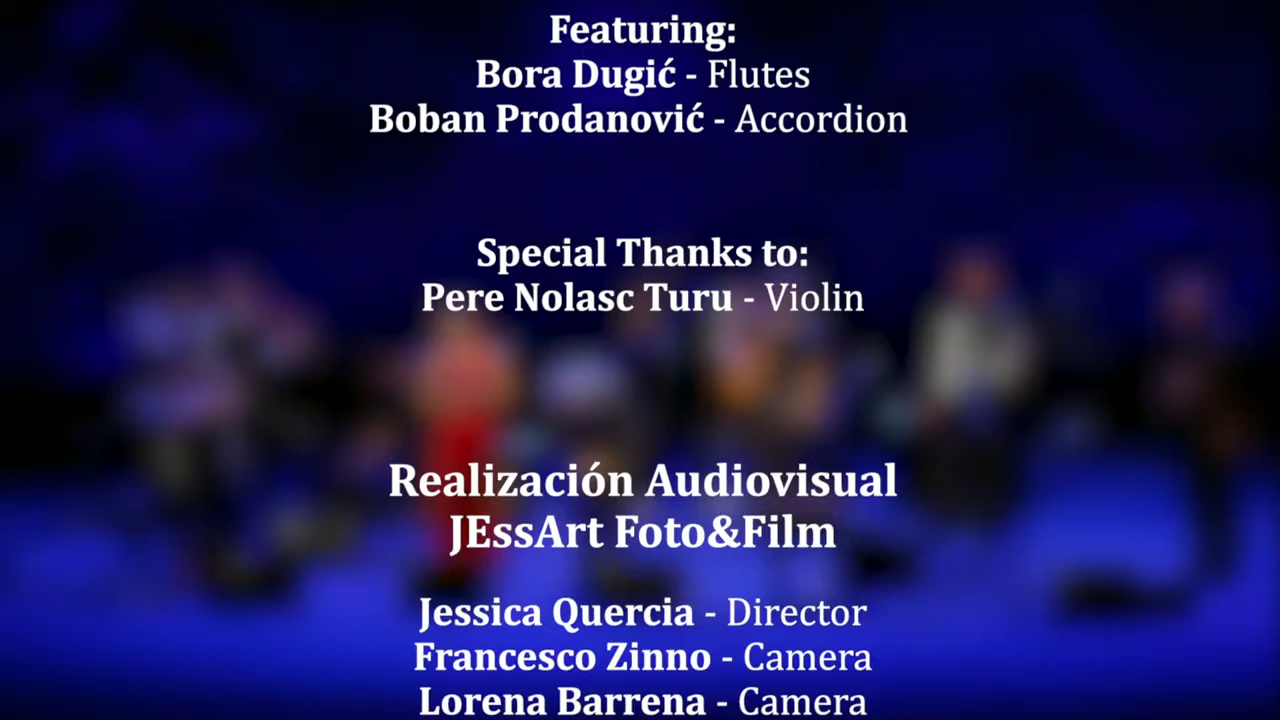 Featuring:
Bora Dugić - Flutes
Boban Prodanović - Accordion
Special Thanks to:
Pere Nolasc Turu - Violin
Realización Audiovisual
JEssArt Foto&Film
Jessica Quercia - Director
Francesco Zinno - Camera
Lorena Barrena - Camera